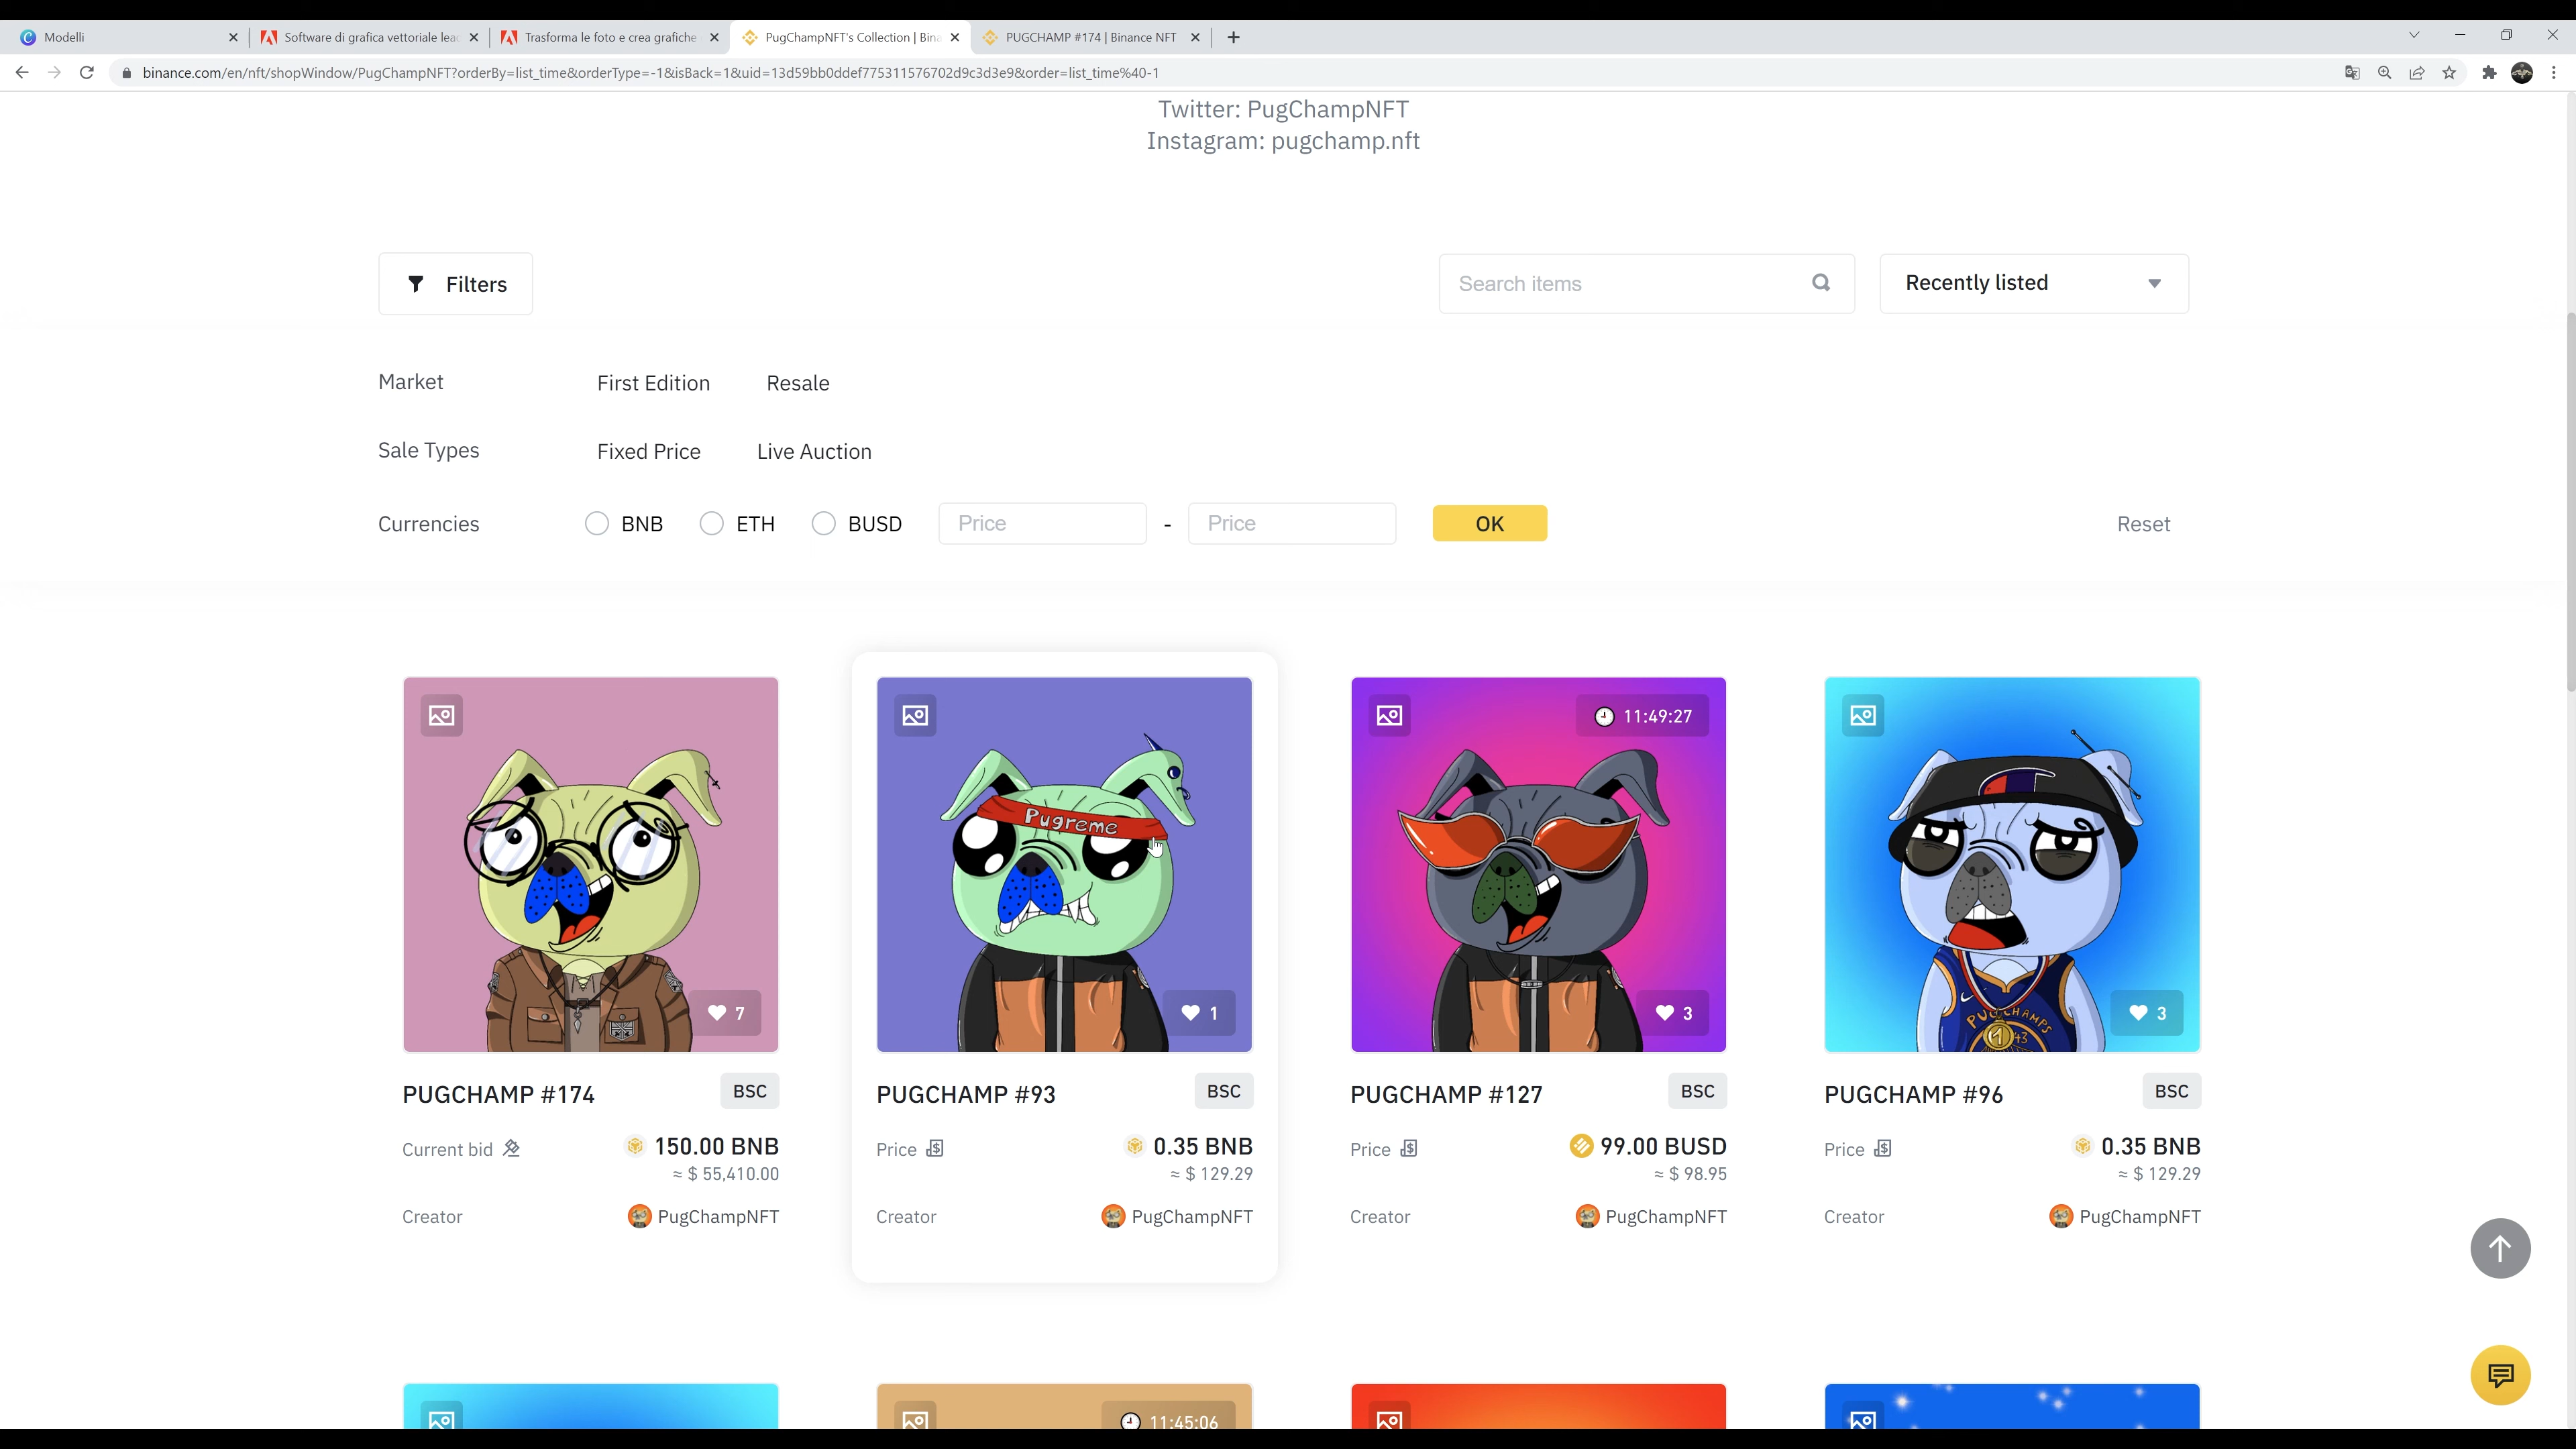 Modelli
Software di grafica vettoriale lea
Trasforma le foto e crea grafiche
PugChampNFT's Collection | Bina
PUGCHAMP #174 | Binance NFT
binance.com/en/nft/shopWindow/PugChampNFT?orderBy=list_time&orderType=-1&isBack=1&uid=13d59bb0ddef775311576702d9c3d3e9&order=list_time%40-1
Twitter: PugChampNFT
Instagram: pugchamp.nft
Filters
Search items
Recently listed
Market First Edition Resale
Sale Types Fixed Price Live Auction
Currencies BNB ETH BUSD Price - Price OK Reset
11:49:27
Pugreme
PUGCHAMPS
1 43
7 1 3 3
PUGCHAMP #174 BSC PUGCHAMP #93 BSC PUGCHAMP #127 BSC PUGCHAMP #96 BSC
Current bid 150.00 BNB Price 0.35 BNB Price 99.00 BUSD Price 0.35 BNB
≈ $ 55,410.00 ≈ $ 129.29 ≈ $ 98.95 ≈ $ 129.29
Creator PugChampNFT Creator PugChampNFT Creator PugChampNFT Creator PugChampNFT
11:45:06